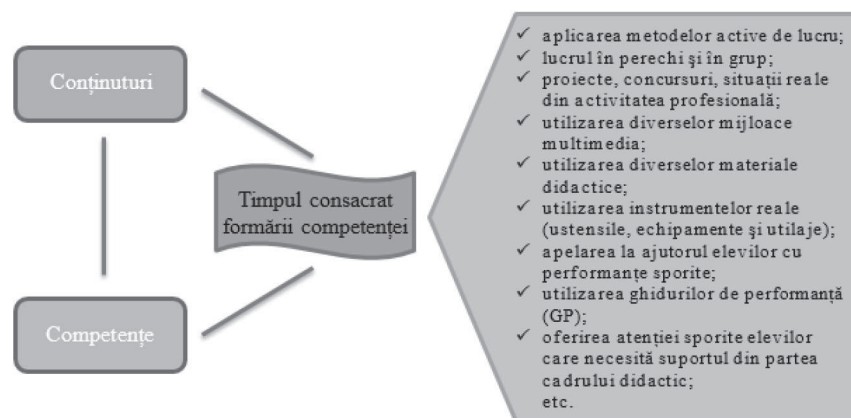 Conținuturi
Competențe
Timpul consacrat
formării competenței
✓ aplicarea metodelor active de lucru;
✓ lucrul în perechi şi în grup;
✓ proiecte, concursuri, situații reale
din activitatea profesională;
✓ utilizarea diverselor mijloace
multimedia;
✓ utilizarea diverselor materiale
didactice;
✓ utilizarea instrumentelor reale
(ustensile, echipamente şi utilaje);
✓ apelarea la ajutorul elevilor cu
performanțe sporite;
✓ utilizarea ghidurilor de performanță
(GP);
✓ oferirea atenției sporite elevilor
care necesită suportul din partea
cadrului didactic;
etc.